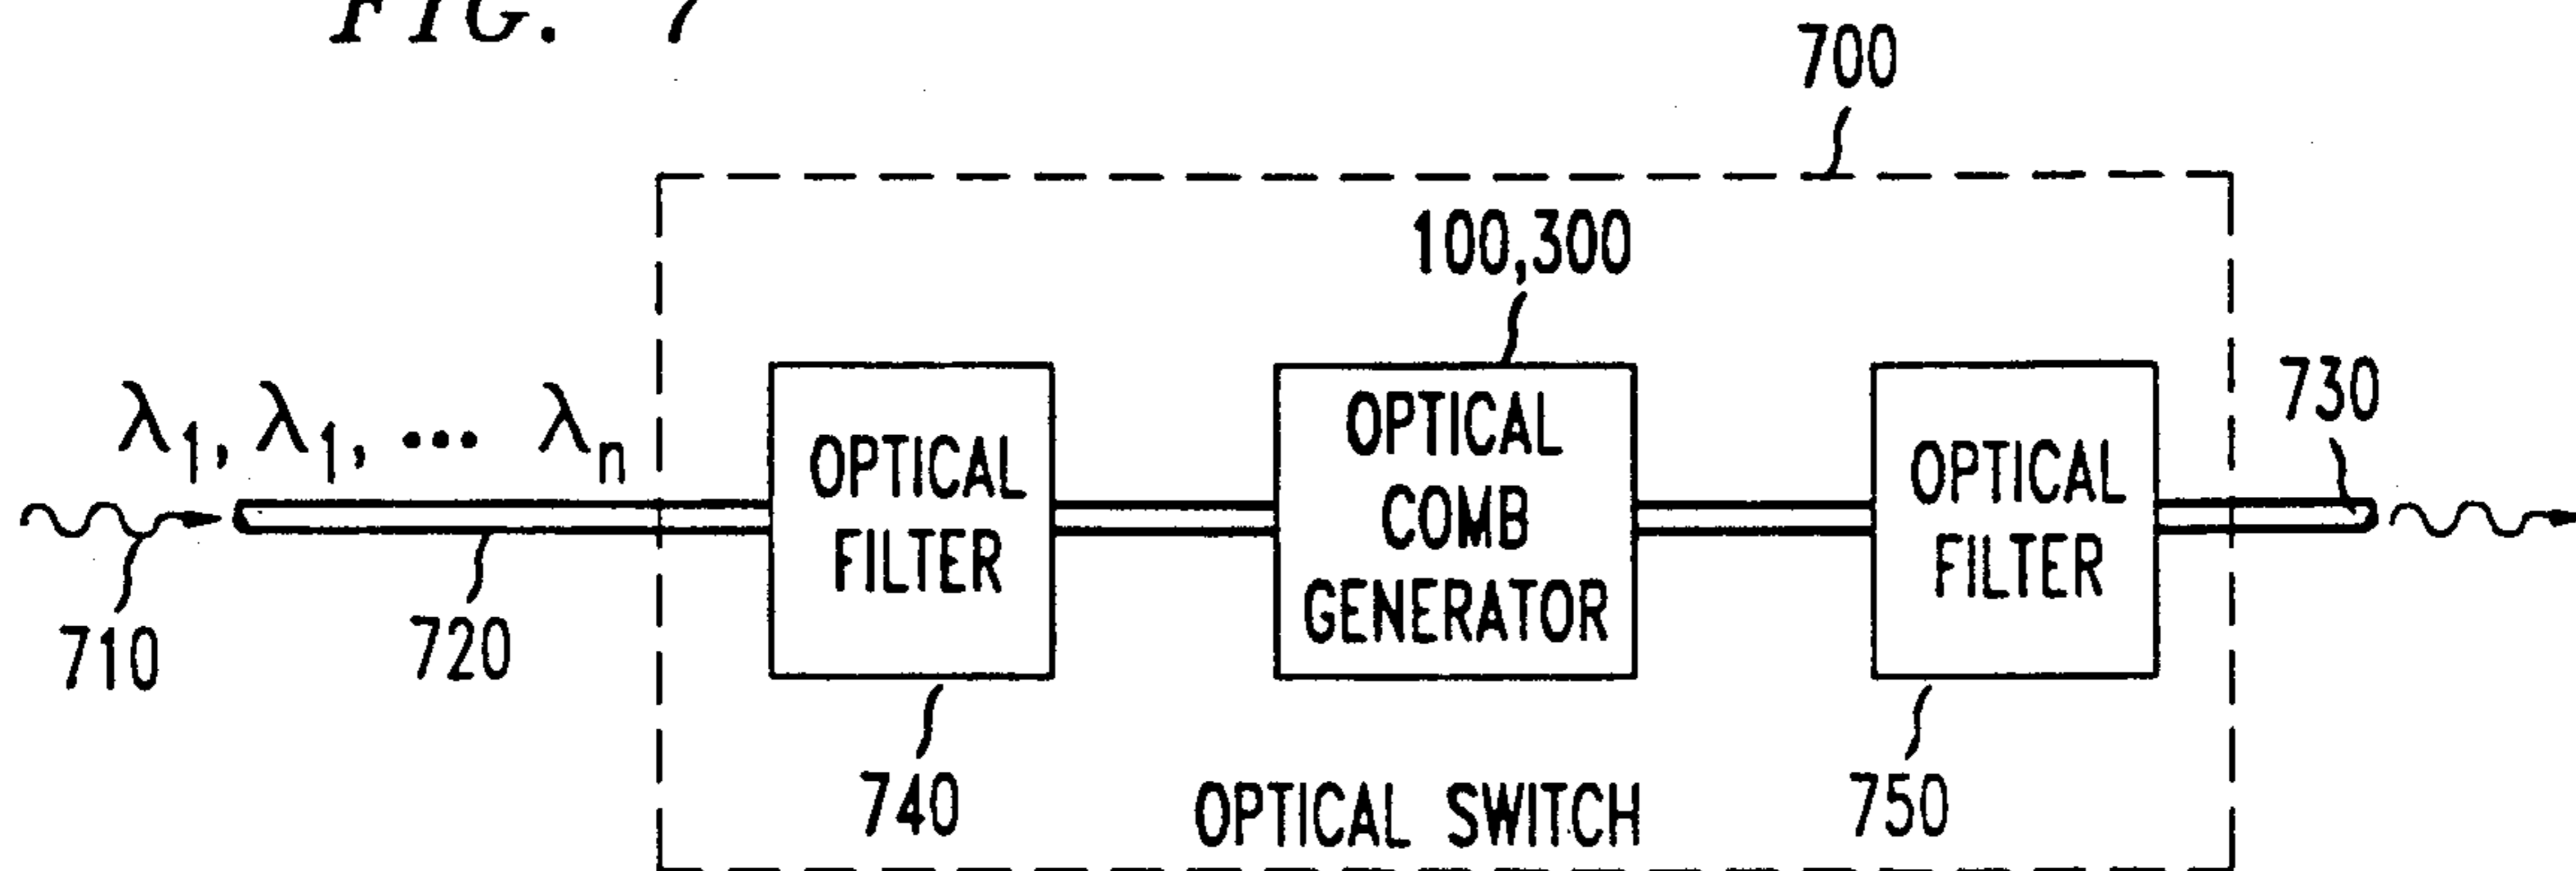 FIG. 7
700
100,300
λ1, λ1, ••• λn
OPTICAL
FILTER
OPTICAL
COMB
GENERATOR
OPTICAL
FILTER
730
710
720
740
OPTICAL SWITCH
750